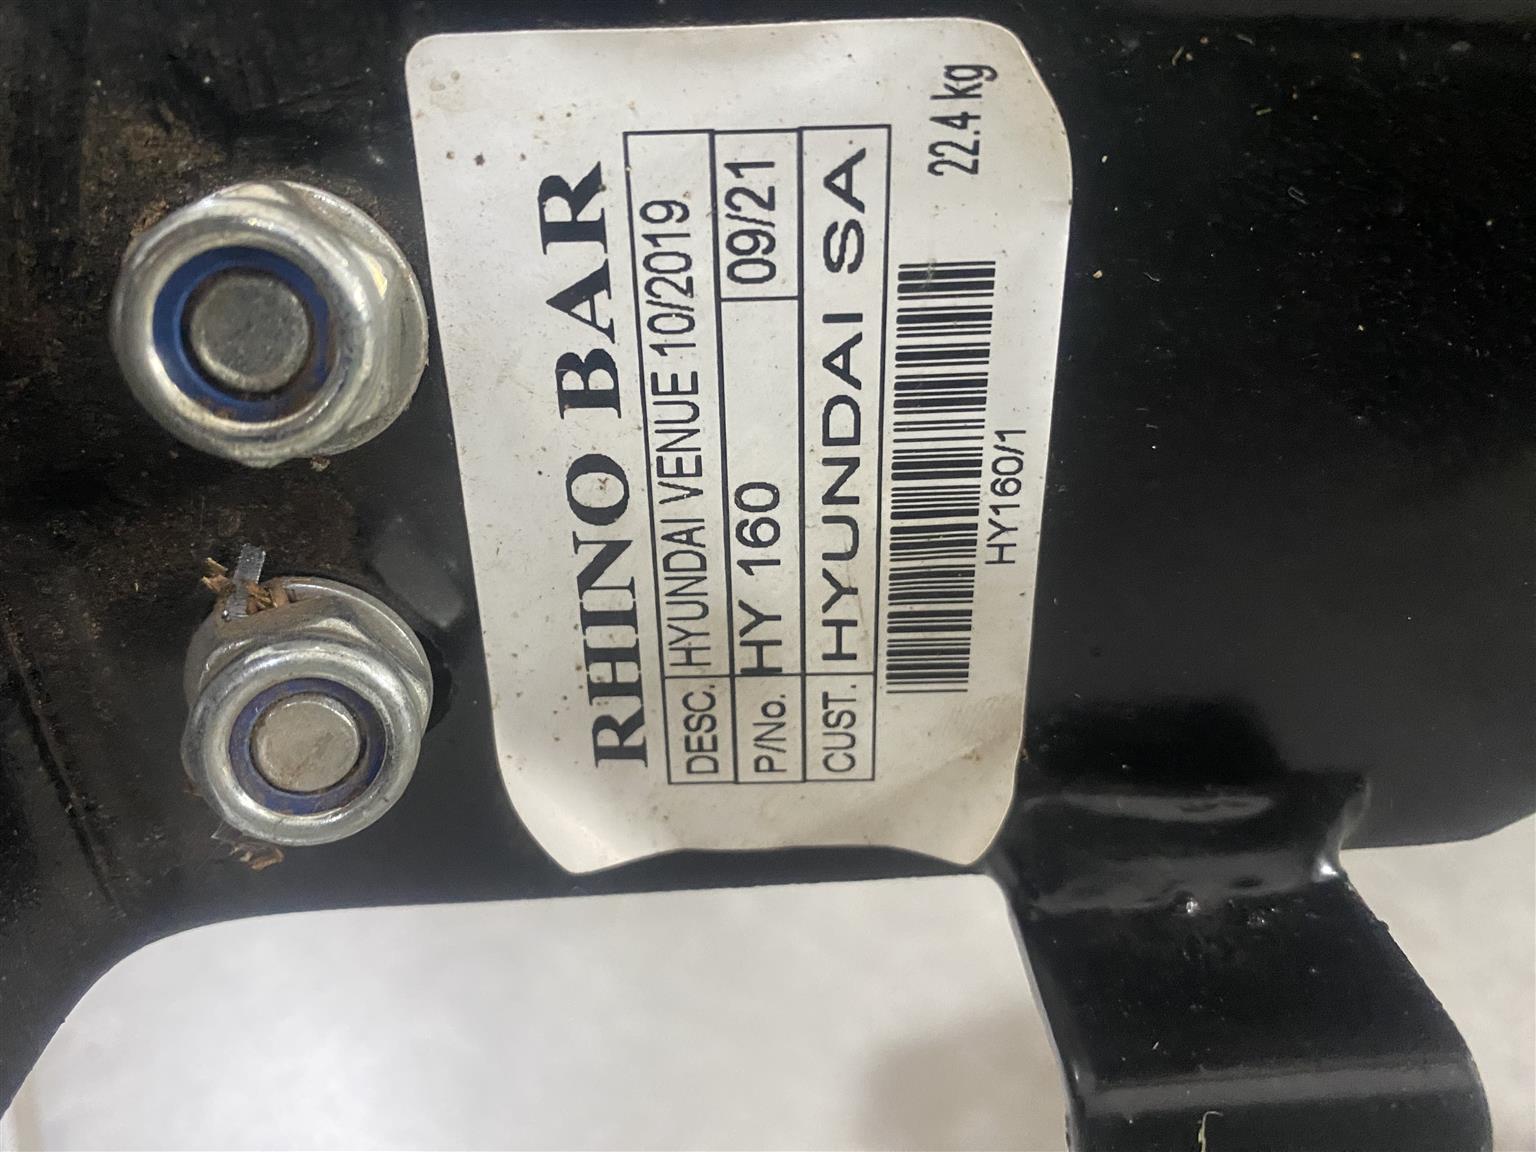 RHINO BAR
DESC. HYUNDAI VENUE 10/2019
P/No. HY 160 09/21
CUST. HYUNDAI SA
HY160/1
22.4 kg